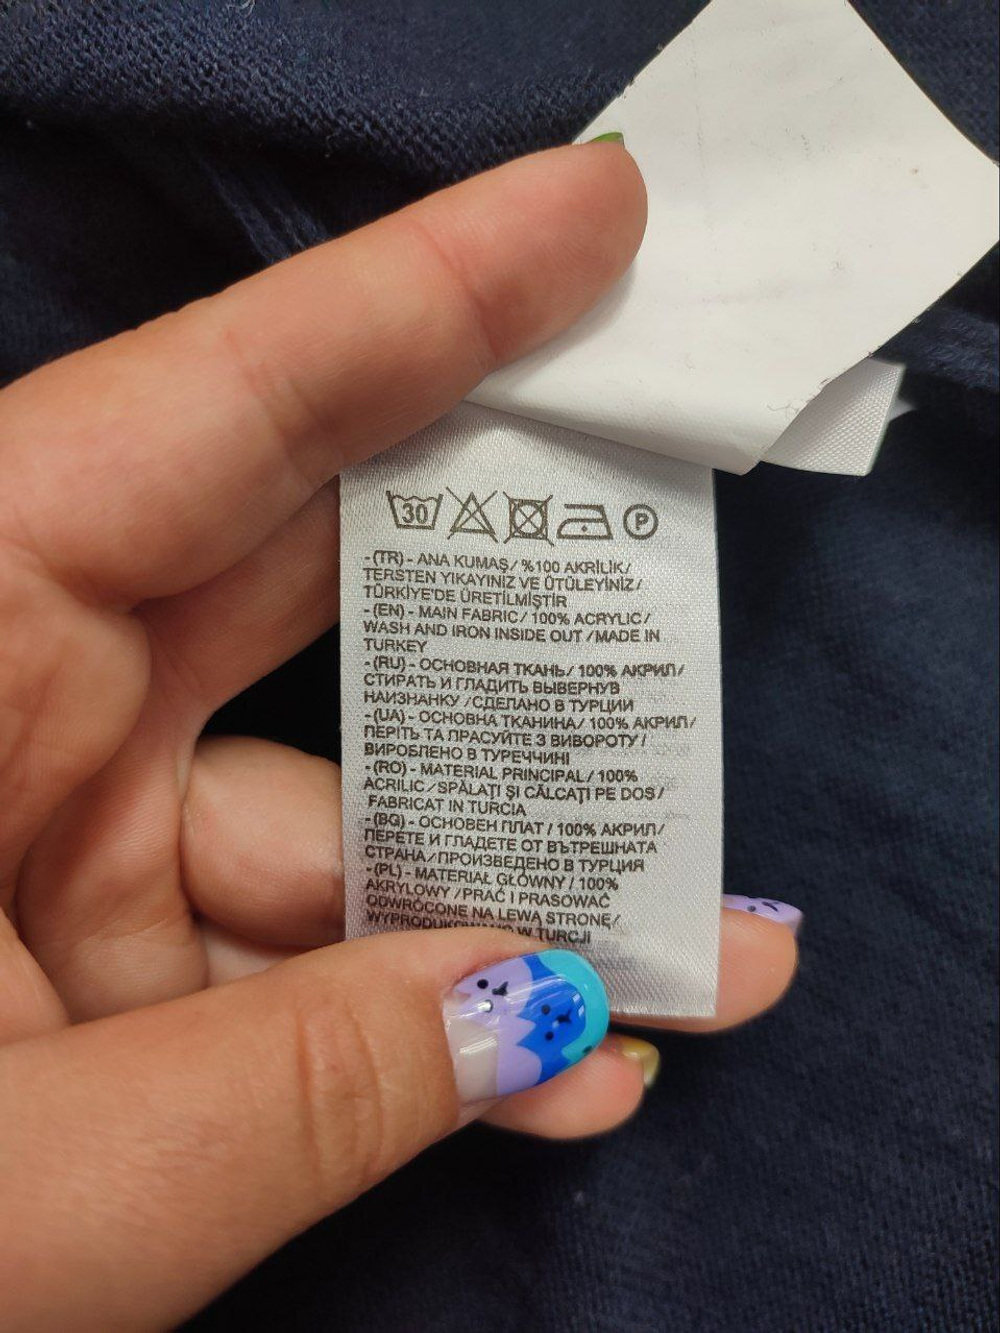 30 P
-(TR)- ANA KUMAŞ/ %100 AKRİLİK/
TERSTEN YIKAYINIZ VE ÜTÜLEYİNİZ/
TÜRKİYE'DE ÜRETİLMİŞTİR
-(EN)- MAIN FABRIC/ 100% ACRYLIC/
WASH AND IRON INSIDE OUT /MADE IN
TURKEY
-(RU)- ОСНОВНАЯ ТКАНЬ/ 100% АКРИЛ/
СТИРАТЬ И ГЛАДИТЬ ВЫВЕРНУВ
НАИЗНАНКУ /СДЕЛАНО В ТУРЦИИ
-(UA)- ОСНОВНА ТКАНИНА/ 100% АКРИЛ/
ПЕРІТЬ ТА ПРАСУЙТЕ З ВИВОРОТУ/
ВИРОБЛЕНО В ТУРЕЧЧИНІ
-(RO)- MATERIAL PRINCIPAL/ 100%
ACRILIC/SPĂLAȚI ȘI CĂLCAȚI PE DOS/
FABRICAT IN TURCIA
-(BG)- ОСНОВЕН ПЛАТ/ 100% АКРИЛ/
ПЕРЕТЕ И ГЛАДЕТЕ ОТ ВЪТРЕШНАТА
СТРАНА/ПРОИЗВЕДЕНО В ТУРЦИЯ
-(PL)- MATERIAŁ GŁÓWNY/ 100%
AKRYLOWY /PRAĆ I PRASOWAĆ
ODWRÓCONE NA LEWĄ STRONĘ/
WYPRODUKOWANO W TURCJI